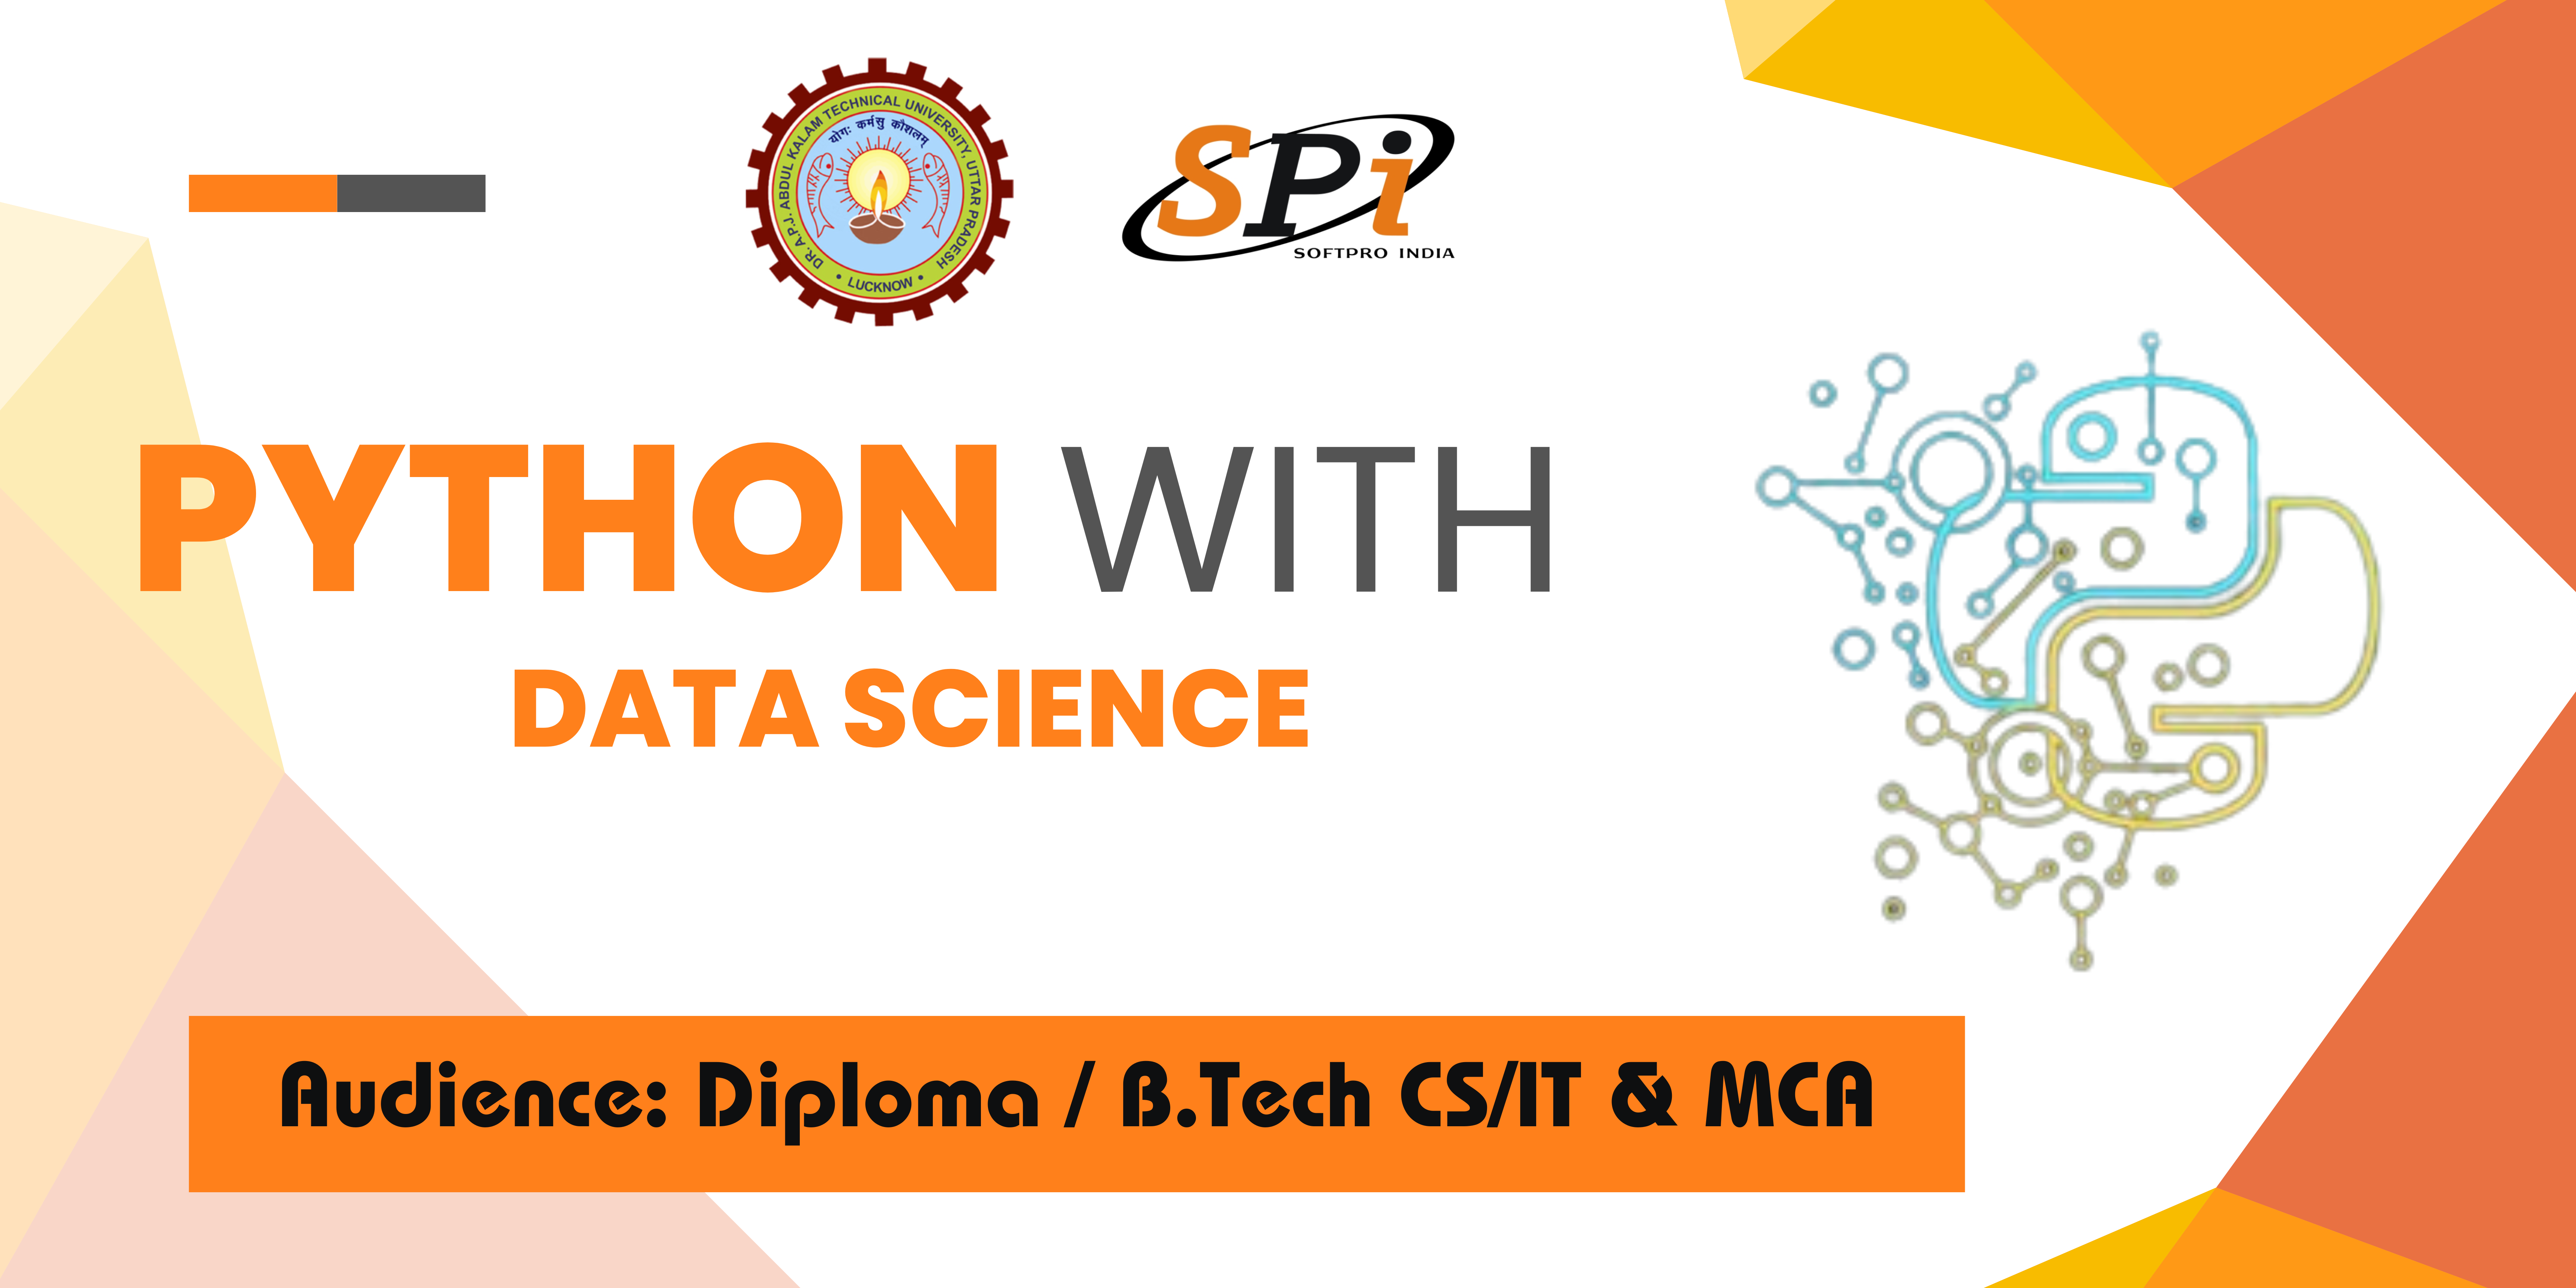 DR. A.P.J. ABDUL KALAM TECHNICAL UNIVERSITY, UTTAR PRADESH
योगः कर्मसु कौशलम्
• LUCKNOW •
SPi
SOFTPRO INDIA
PYTHON WITH
DATA SCIENCE
Audience: Diploma / B.Tech CS/IT & MCA